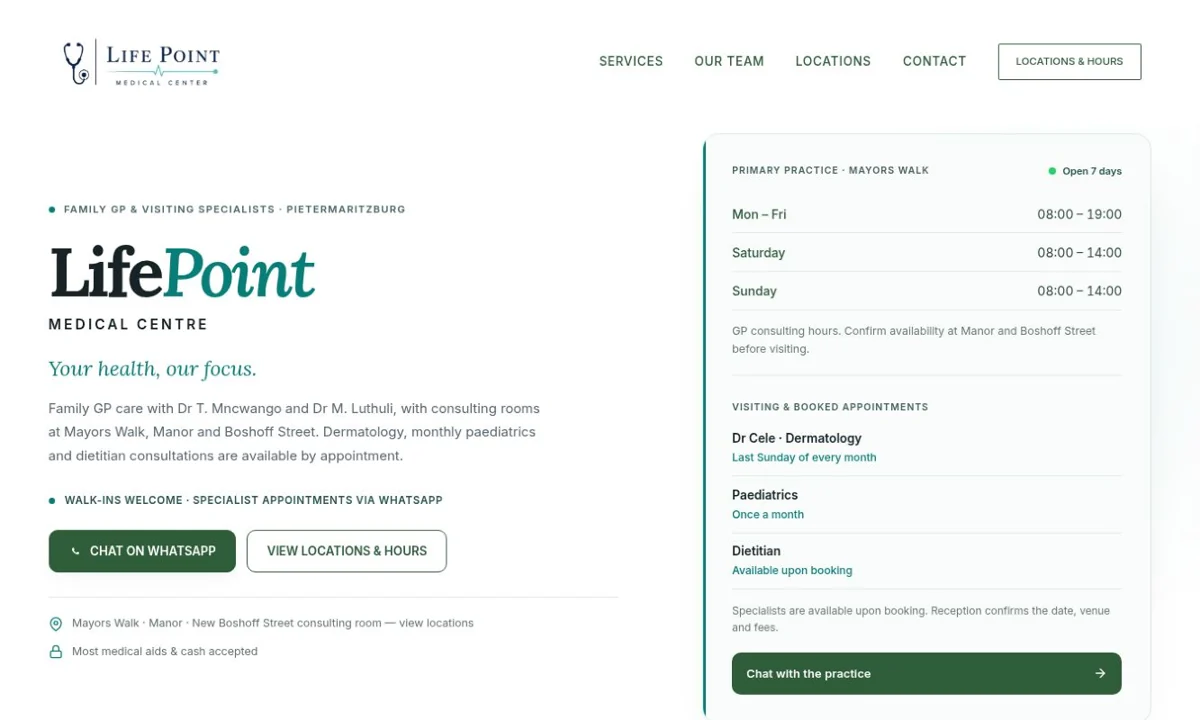 LIFE POINT
MEDICAL CENTER
SERVICES
OUR TEAM
LOCATIONS
CONTACT
LOCATIONS & HOURS
FAMILY GP & VISITING SPECIALISTS · PIETERMARITZBURG
LifePoint
MEDICAL CENTRE
Your health, our focus.
Family GP care with Dr T. Mncwango and Dr M. Luthuli, with consulting rooms
at Mayors Walk, Manor and Boshoff Street. Dermatology, monthly paediatrics
and dietitian consultations are available by appointment.
WALK-INS WELCOME · SPECIALIST APPOINTMENTS VIA WHATSAPP
CHAT ON WHATSAPP
VIEW LOCATIONS & HOURS
Mayors Walk · Manor · New Boshoff Street consulting room — view locations
Most medical aids & cash accepted
PRIMARY PRACTICE · MAYORS WALK
Open 7 days
Mon – Fri 08:00 – 19:00
Saturday 08:00 – 14:00
Sunday 08:00 – 14:00
GP consulting hours. Confirm availability at Manor and Boshoff Street
before visiting.
VISITING & BOOKED APPOINTMENTS
Dr Cele · Dermatology
Last Sunday of every month
Paediatrics
Once a month
Dietitian
Available upon booking
Specialists are available upon booking. Reception confirms the date, venue
and fees.
Chat with the practice →